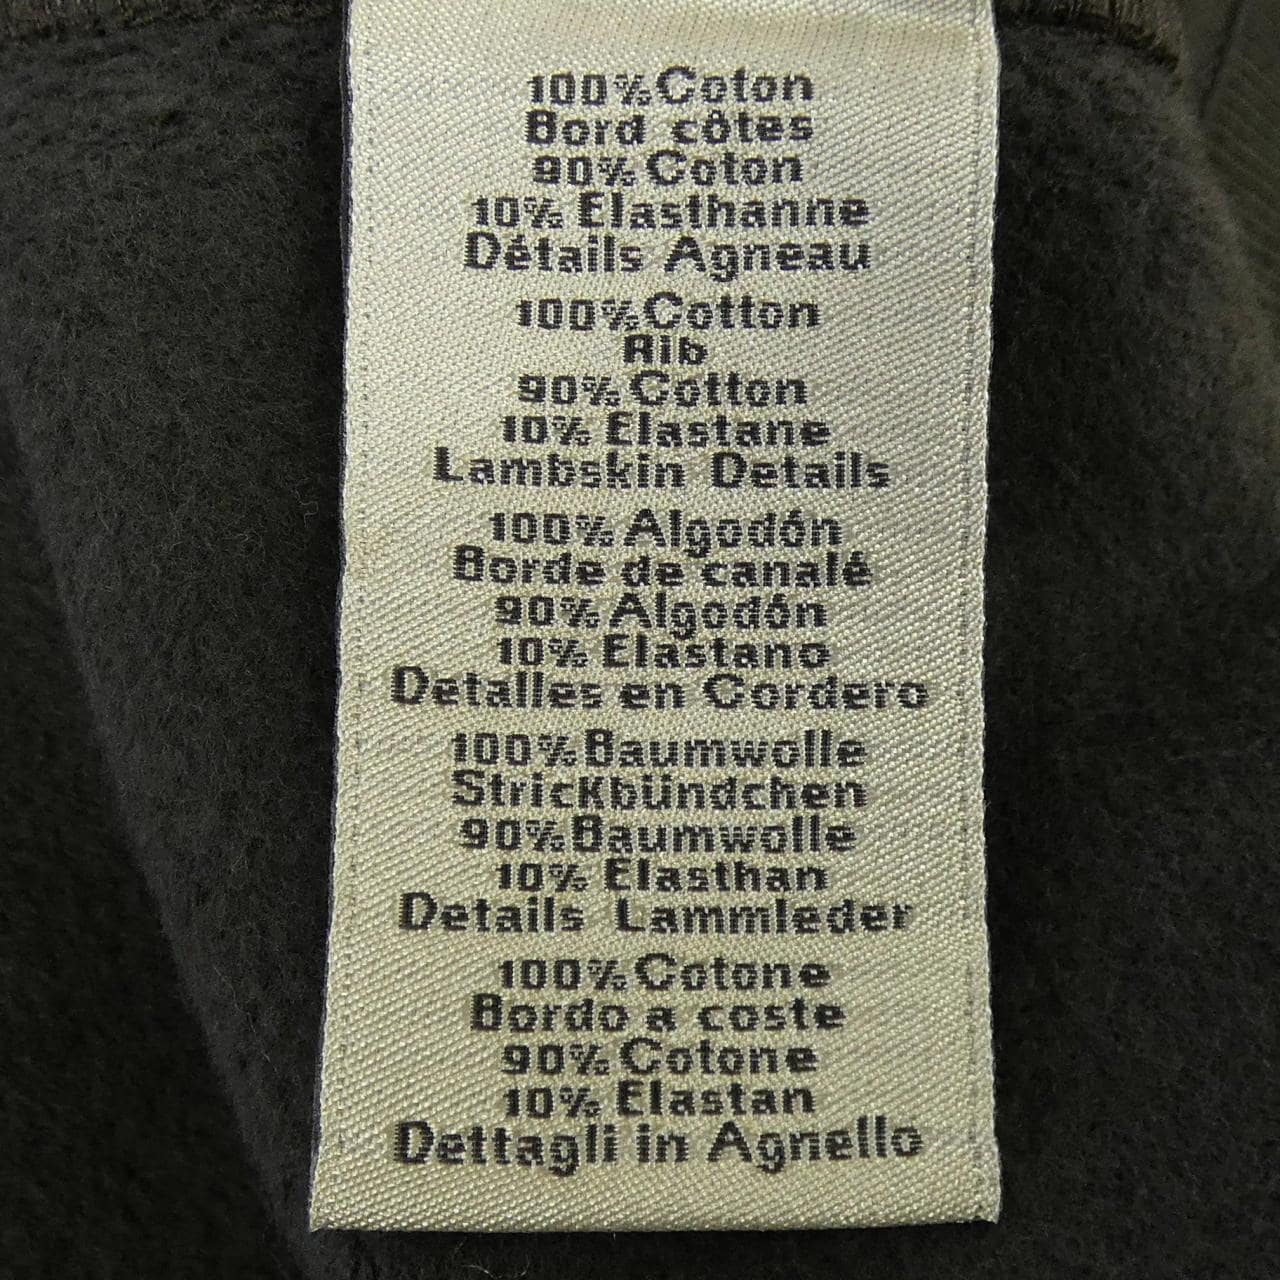 100% Coton
Bord côtes
90% Coton
10% Elasthanne
Détails Agneau
100% Cotton
Rib
90% Cotton
10% Elastane
Lambskin Details
100% Algodón
Borde de canalé
90% Algodón
10% Elastano
Detalles en Cordero
100% Baumwolle
Strickbündchen
90% Baumwolle
10% Elasthan
Details Lammleder
100% Cotone
Bordo a coste
90% Cotone
10% Elastan
Dettagli in Agnello